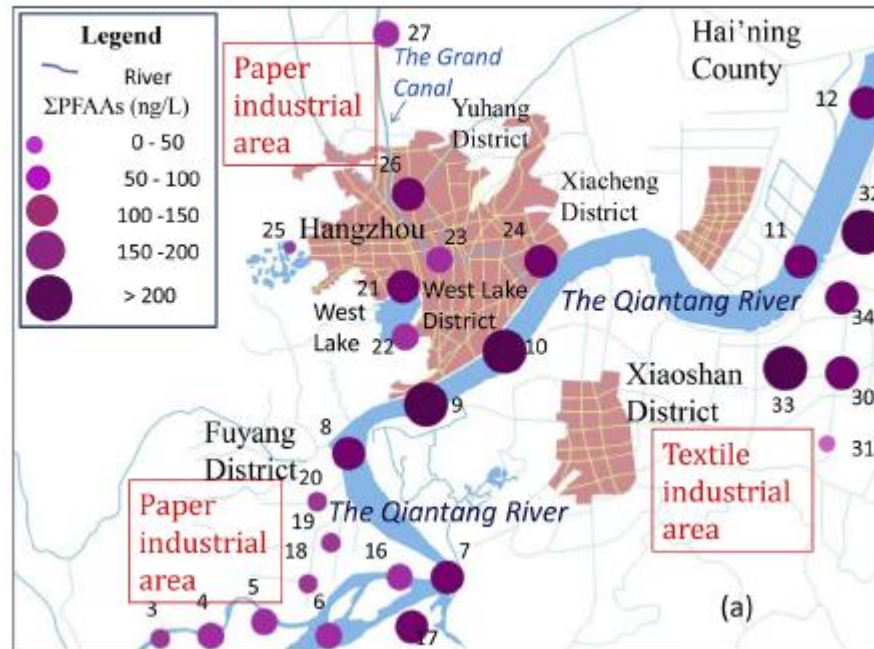 Legend
River
ΣPFAAs (ng/L)
0 - 50
50 - 100
100 -150
150 -200
> 200
27
The Grand
Canal
Paper
industrial
area
Hai'ning
County
Yuhang
District
12
26
Xiacheng
District
32
25
Hangzhou
23
24
11
21
West Lake
District
The Qiantang River
West
Lake
22
10
34
9
Xiaoshan
District
33
30
8
Fuyang
District
31
Textile
industrial
area
20
Paper
industrial
area
19
The Qiantang River
18
16
7
5
6
4
3
17
(a)